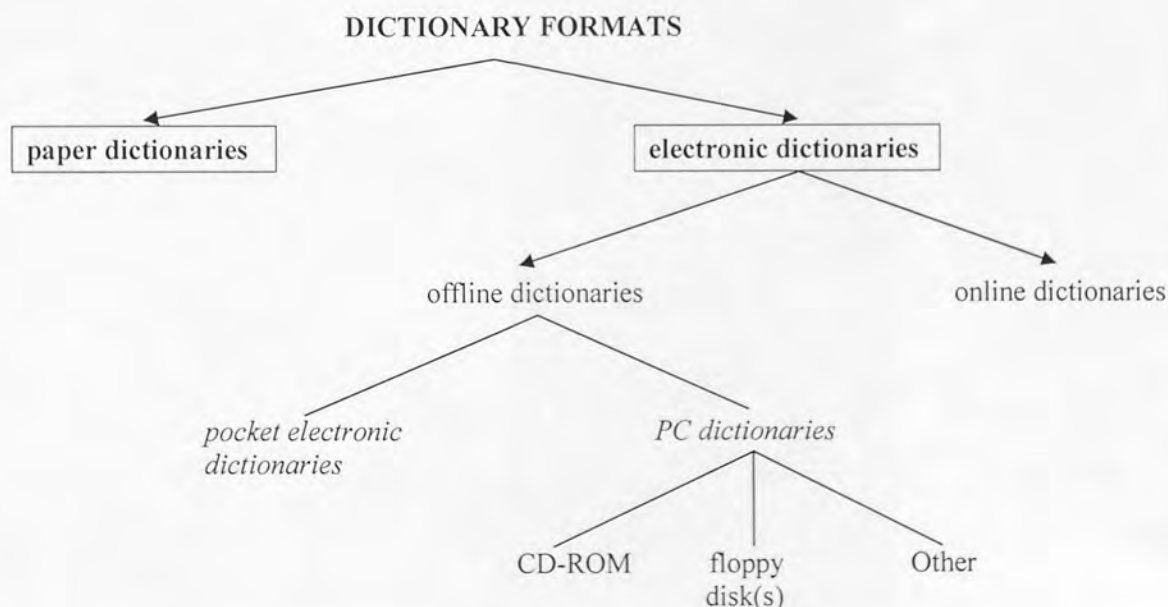 DICTIONARY FORMATS
paper dictionaries
electronic dictionaries
offline dictionaries
online dictionaries
pocket electronic
dictionaries
PC dictionaries
CD-ROM
floppy
disk(s)
Other